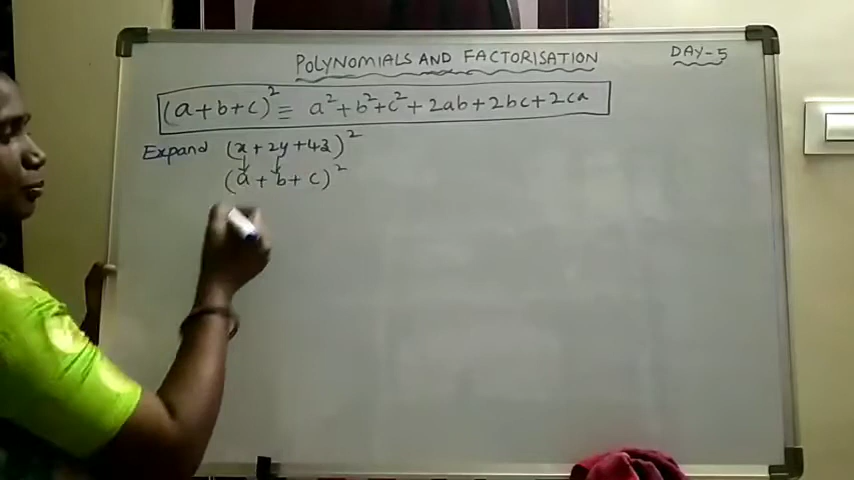 POLYNOMIALS AND FACTORISATION
DAY-5
(a+b+c)² = a²+b²+c²+2ab+2bc+2ca
Expand (x+2y+4z)²
(a+b+c)²